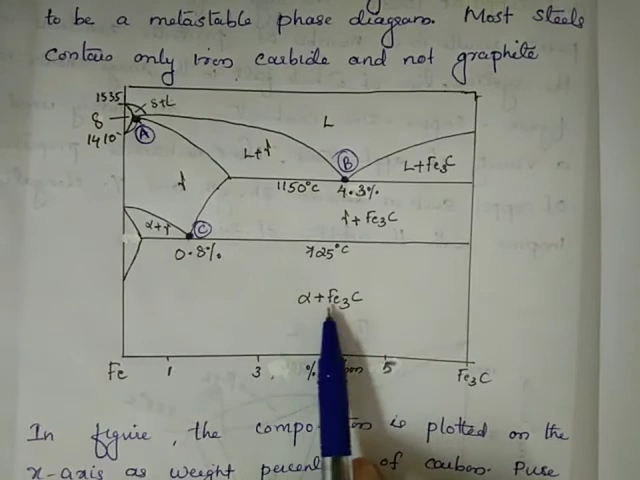 to be a metastable phase diagram. Most steels
contains only iron carbide and not graphite
1535
δ+L
δ
A
1410
L
L+γ
B
L+Fe3C
γ
1150°C 4.3%
γ+Fe3C
α+γ
C
0.8%
725°C
α+Fe3C
Fe 1 3 % 5 Fe3C
In figure, the is plotted on the
x-axis as weight of carbon. Pure